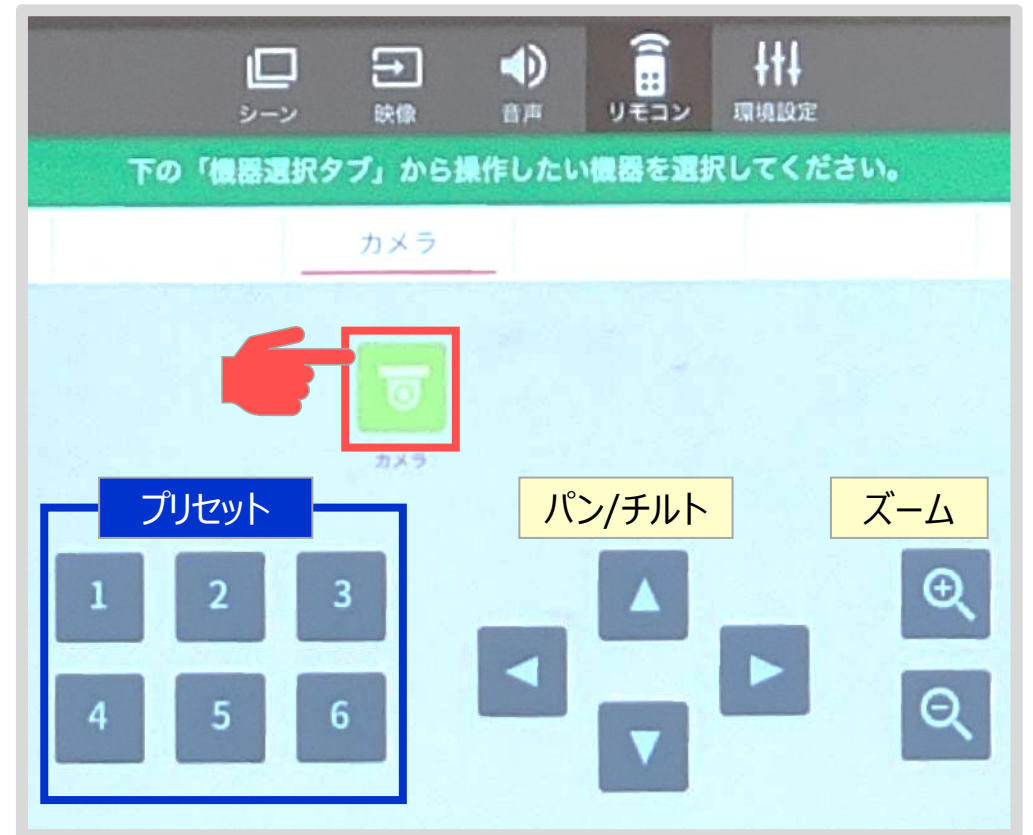 シーン 映像 音声 リモコン 環境設定
下の「機器選択タブ」から操作したい機器を選択してください。
カメラ
カメラ
プリセット パン/チルト ズーム
1 2 3
4 5 6